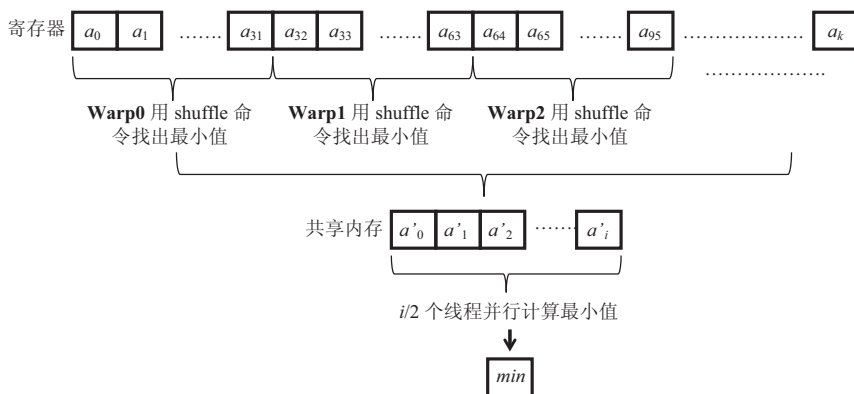 寄存器 a0 a1 ....... a31 a32 a33 ....... a63 a64 a65 ....... a95 .................... ak
....................
Warp0 用 shuffle 命 Warp1 用 shuffle 命 Warp2 用 shuffle 命
令找出最小值 令找出最小值 令找出最小值
共享内存 a’0 a’1 a’2 ....... a’i
i/2 个线程并行计算最小值
min